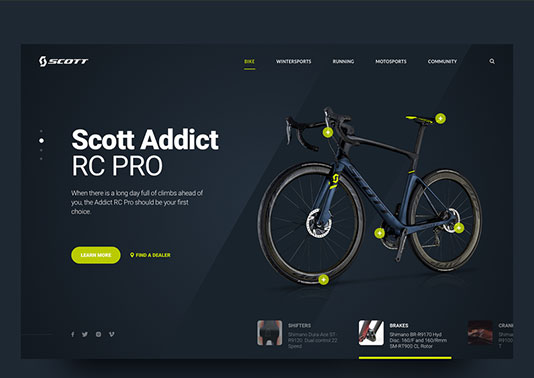 SCOTT
BIKE
WINTERSPORTS
RUNNING
MOTOSPORTS
COMMUNITY
Scott Addict
RC PRO
When there is a long day full of climbs ahead of
you, the Addict RC Pro should be your first
choice.
LEARN MORE
FIND A DEALER
SHIFTERS
Shimano Dura Ace ST-
R9120, Dual control 22
Speed
BRAKES
Shimano BR-R9170 Hyd
Disc: 160/F and 160/Rmm
SM-RT900 CL Rotor
CRAN
Shimano